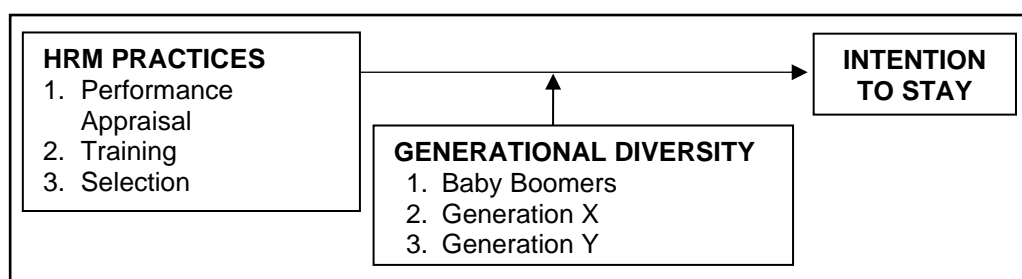 HRM PRACTICES
1. Performance
Appraisal
2. Training
3. Selection
INTENTION
TO STAY
GENERATIONAL DIVERSITY
1. Baby Boomers
2. Generation X
3. Generation Y